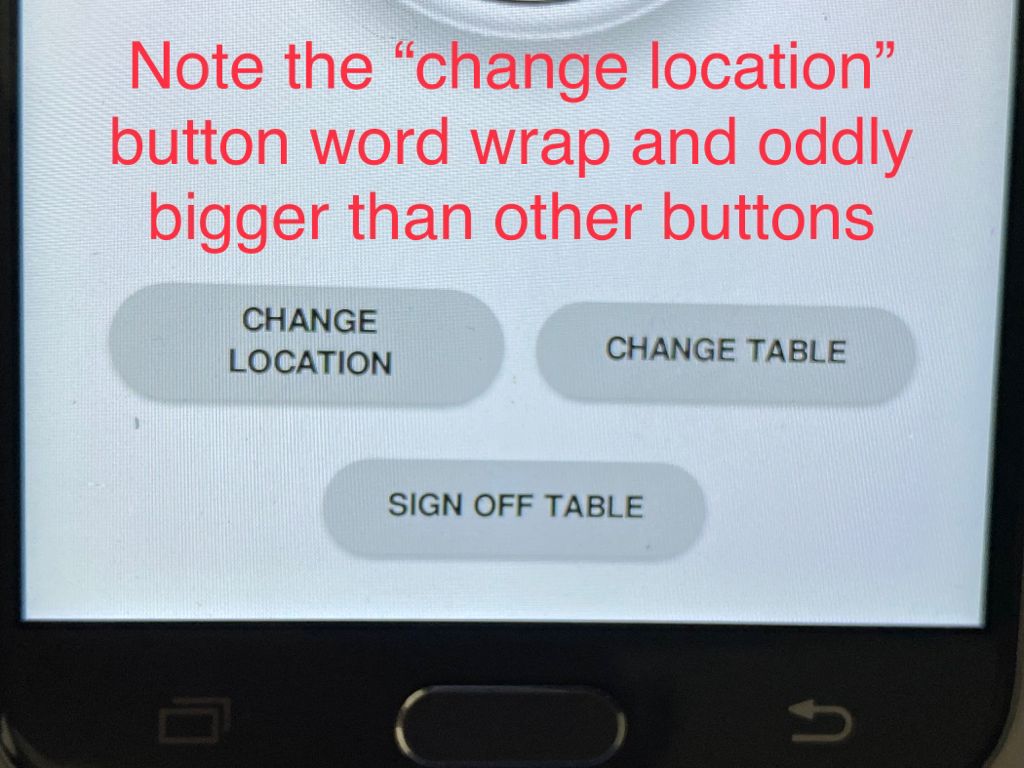 Note the “change location”
button word wrap and oddly
bigger than other buttons
CHANGE
LOCATION
CHANGE TABLE
SIGN OFF TABLE